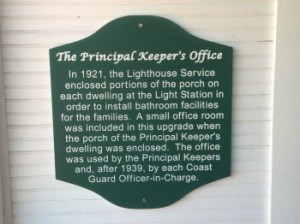 The Principal Keeper's Office
In 1921, the Lighthouse Service
enclosed portions of the porch on
each dwelling at the Light Station in
order to install bathroom facilities
for the families. A small office room
was included in this upgrade when
the porch of the Principal Keeper's
dwelling was enclosed. The office
was used by the Principal Keepers
and, after 1939, by each Coast
Guard Officer-in-Charge.